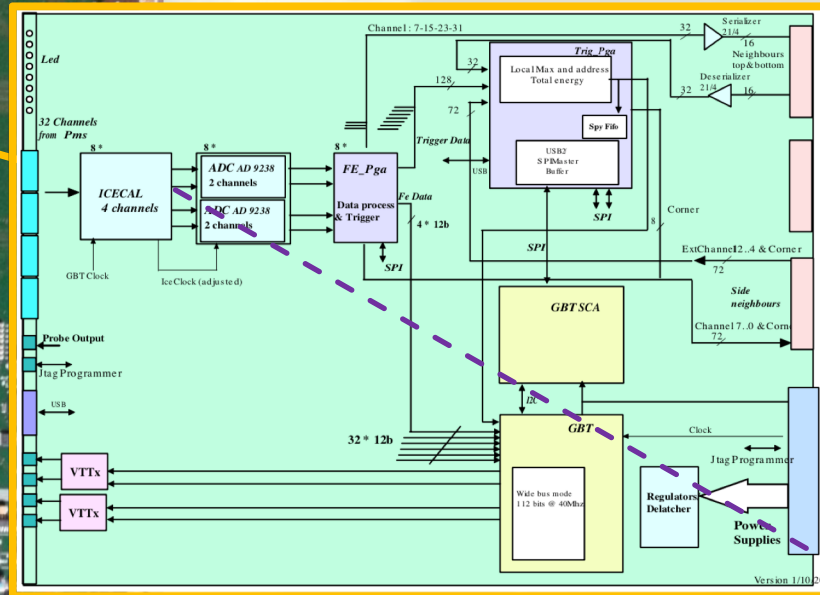 Led
32 Channels
from Pms
8*
ICECAL
4 channels
8*
ADC AD 9238
2 channels
ADC AD 9238
2 channels
8*
FE_Pga
Data process
& Trigger
GBT Clock
IceClock (adjusted)
SPI
Channel : 7-15-23-31
32
128
72
Trigger Data
USB
Fe Data
4 * 12b
Trig_Pga
Local Max and address
Total energy
Spy Fifo
USB2
SPIMaster
Buffer
SPI
SPI
8
Corner
32
Serializer
21/4
16
Neighbours
top & bottom
Deserializer
21/4
32
16
ExtChannel12..4 & Corner
72
Side
neighbours
Channel 7..0 & Corne
72
GBT SCA
I2C
GBT
Wide bus mode
112 bits @ 40Mhz
32 * 12b
Clock
Jtag Programmer
Regulators
Delatcher
Power
Supplies
Probe Output
Jtag Programmer
USB
VTTx
VTTx
Version 1/10/20